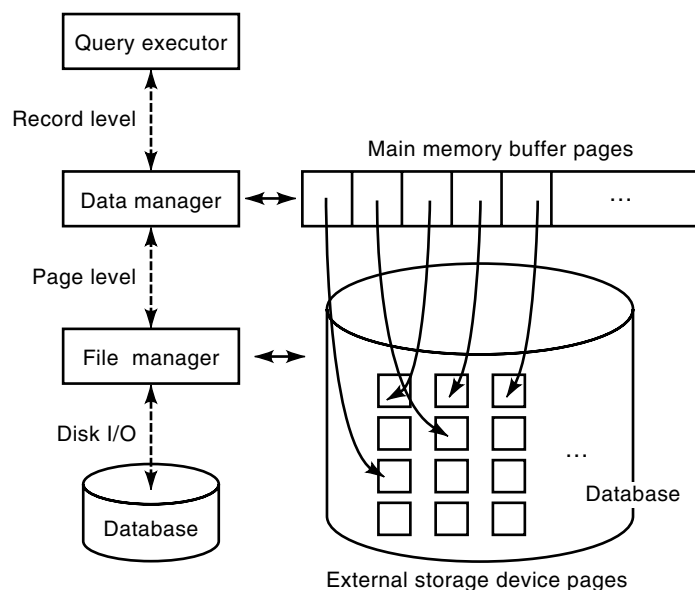 Query executor
Record level
Main memory buffer pages
Data manager
...
Page level
File manager
Disk I/O
...
Database
Database
External storage device pages